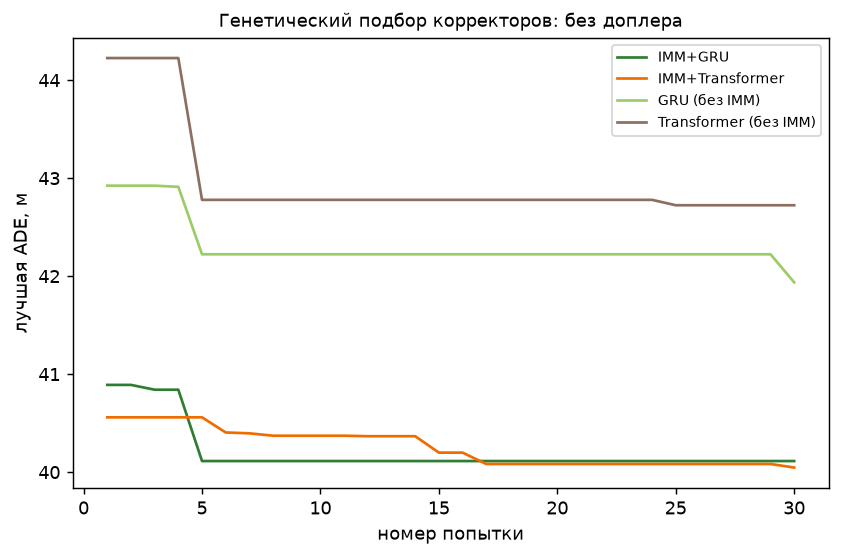 Генетический подбор корректоров: без доплера
IMM+GRU
IMM+Transformer
GRU (без IMM)
Transformer (без IMM)
лучшая ADE, м
44
43
42
41
40
0 5 10 15 20 25 30
номер попытки